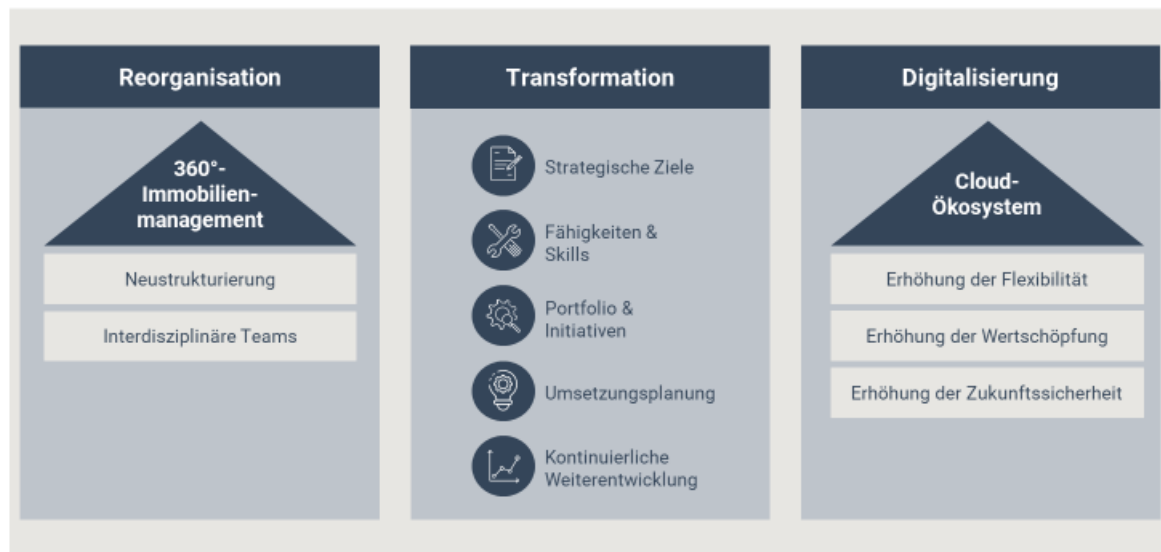 Reorganisation
360°-
Immobilien-
management
Neustrukturierung
Interdisziplinäre Teams
Transformation
Strategische Ziele
Fähigkeiten &
Skills
Portfolio &
Initiativen
Umsetzungsplanung
Kontinuierliche
Weiterentwicklung
Digitalisierung
Cloud-
Ökosystem
Erhöhung der Flexibilität
Erhöhung der Wertschöpfung
Erhöhung der Zukunftssicherheit